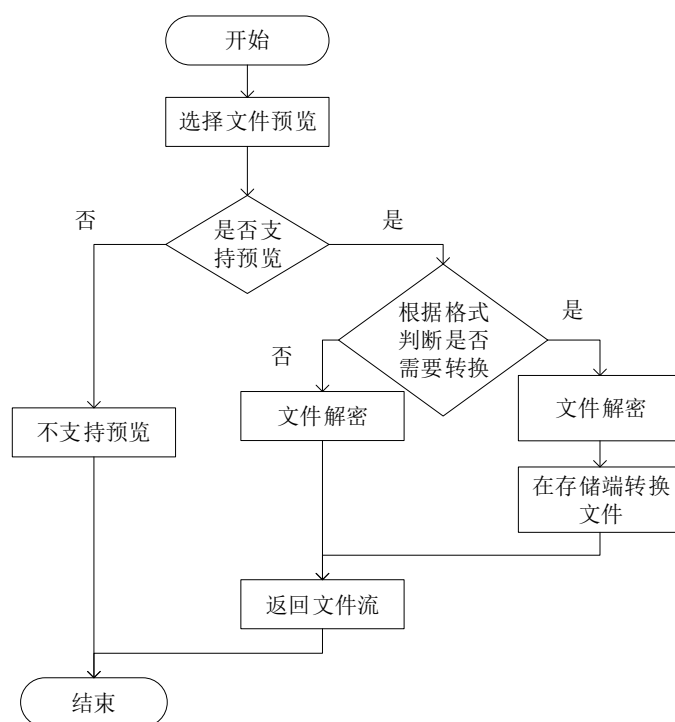 开始
选择文件预览
否
是
是否支
持预览
根据格式
判断是否
需要转换
否
是
不支持预览
文件解密
文件解密
在存储端转换
文件
返回文件流
结束